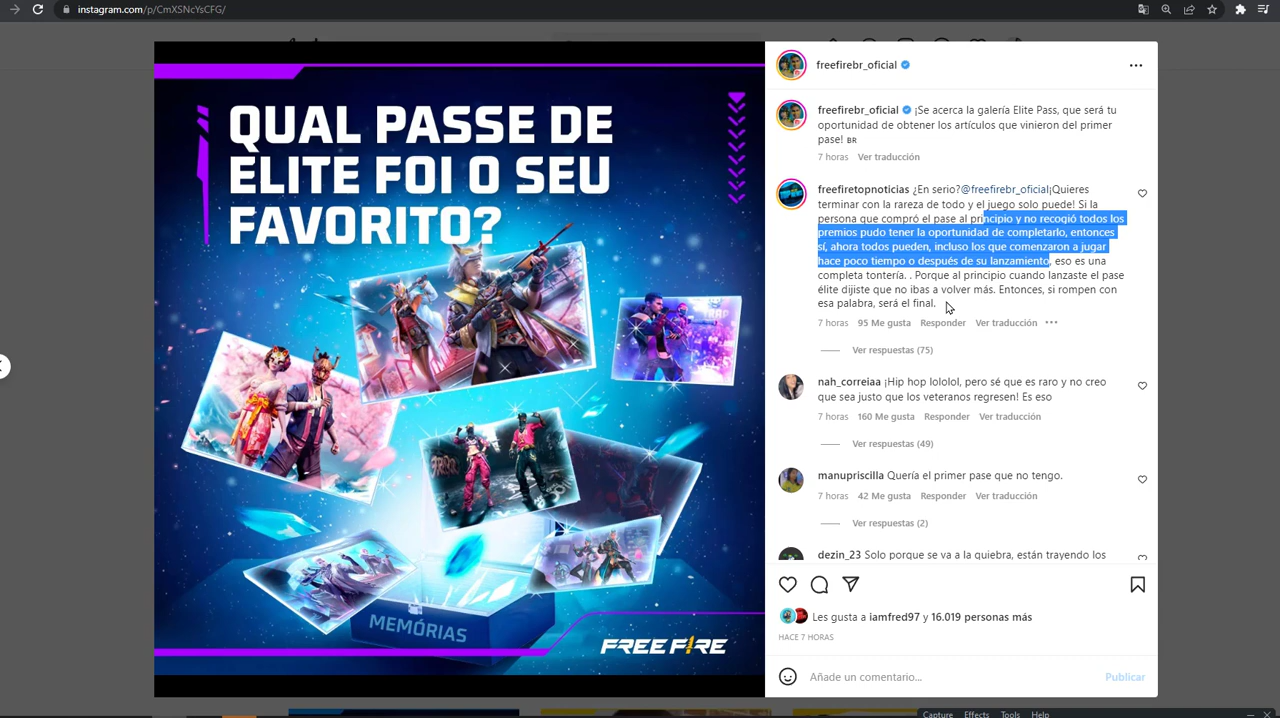 instagram.com/p/CmXSNcYsCFG/
QUAL PASSE DE
ELITE FOI O SEU
FAVORITO?
TRAP
MEMÓRIAS
FREE FIRE
freefirebr_oficial
freefirebr_oficial ¡Se acerca la galería Elite Pass, que será tu
oportunidad de obtener los artículos que vinieron del primer
pase! BR
7 horas Ver traducción
freefiretopnoticias ¿En serio?@freefirebr_oficial¡Quieres
terminar con la rareza de todo y el juego solo puede! Si la
persona que compró el pase al principio y no recogió todos los
premios pudo tener la oportunidad de completarlo, entonces
sí, ahora todos pueden, incluso los que comenzaron a jugar
hace poco tiempo o después de su lanzamiento, eso es una
completa tontería. . Porque al principio cuando lanzaste el pase
élite dijiste que no ibas a volver más. Entonces, si rompen con
esa palabra, será el final.
7 horas 95 Me gusta Responder Ver traducción
Ver respuestas (75)
nah_correiaa ¡Hip hop lololol, pero sé que es raro y no creo
que sea justo que los veteranos regresen! Es eso
7 horas 160 Me gusta Responder Ver traducción
Ver respuestas (49)
manupriscilla Quería el primer pase que no tengo.
7 horas 42 Me gusta Responder Ver traducción
Ver respuestas (2)
dezin_23 Solo porque se va a la quiebra, están trayendo los
Les gusta a iamfred97 y 16.019 personas más
HACE 7 HORAS
Añade un comentario... Publicar
Capture Effects Tools Help